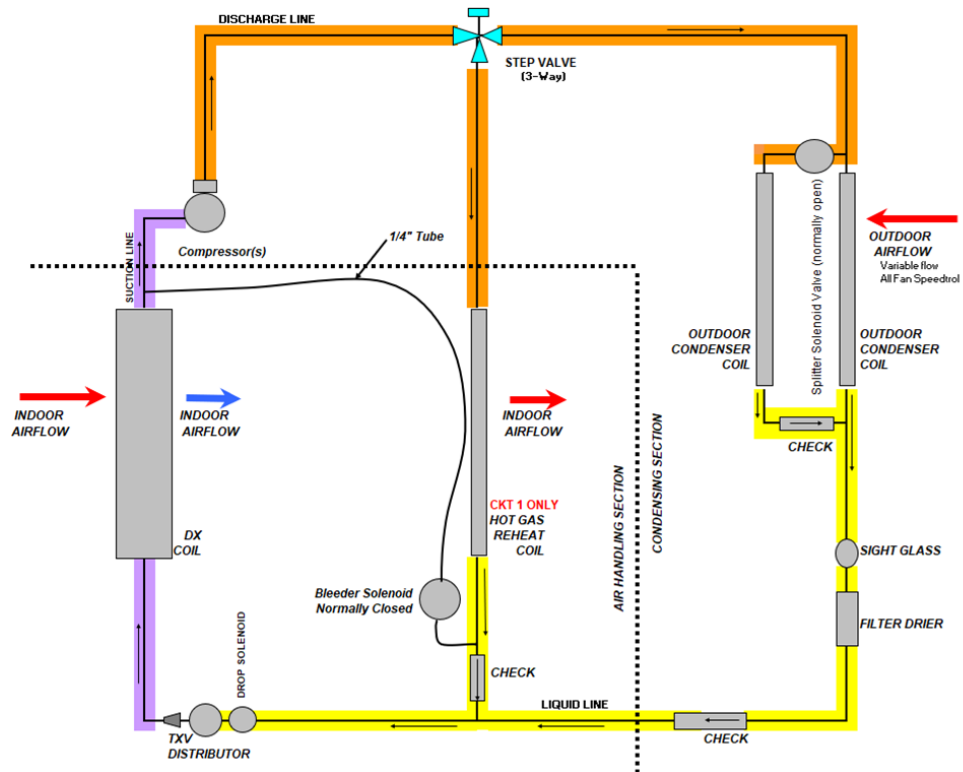 DISCHARGE LINE
STEP VALVE
(3-Way)
Splitter Solenoid Valve (normally open)
OUTDOOR
AIRFLOW
Variable flow
All Fan Speedtrol
1/4" Tube
Compressor(s)
SUCTION LINE
OUTDOOR
CONDENSER
COIL
OUTDOOR
CONDENSER
COIL
INDOOR
AIRFLOW
INDOOR
AIRFLOW
INDOOR
AIRFLOW
CHECK
CKT 1 ONLY
HOT GAS
REHEAT
COIL
AIR HANDLING SECTION
CONDENSING SECTION
DX
COIL
SIGHT GLASS
Bleeder Solenoid
Normally Closed
FILTER DRIER
DROP SOLENOID
CHECK
LIQUID LINE
TXV
DISTRIBUTOR
CHECK